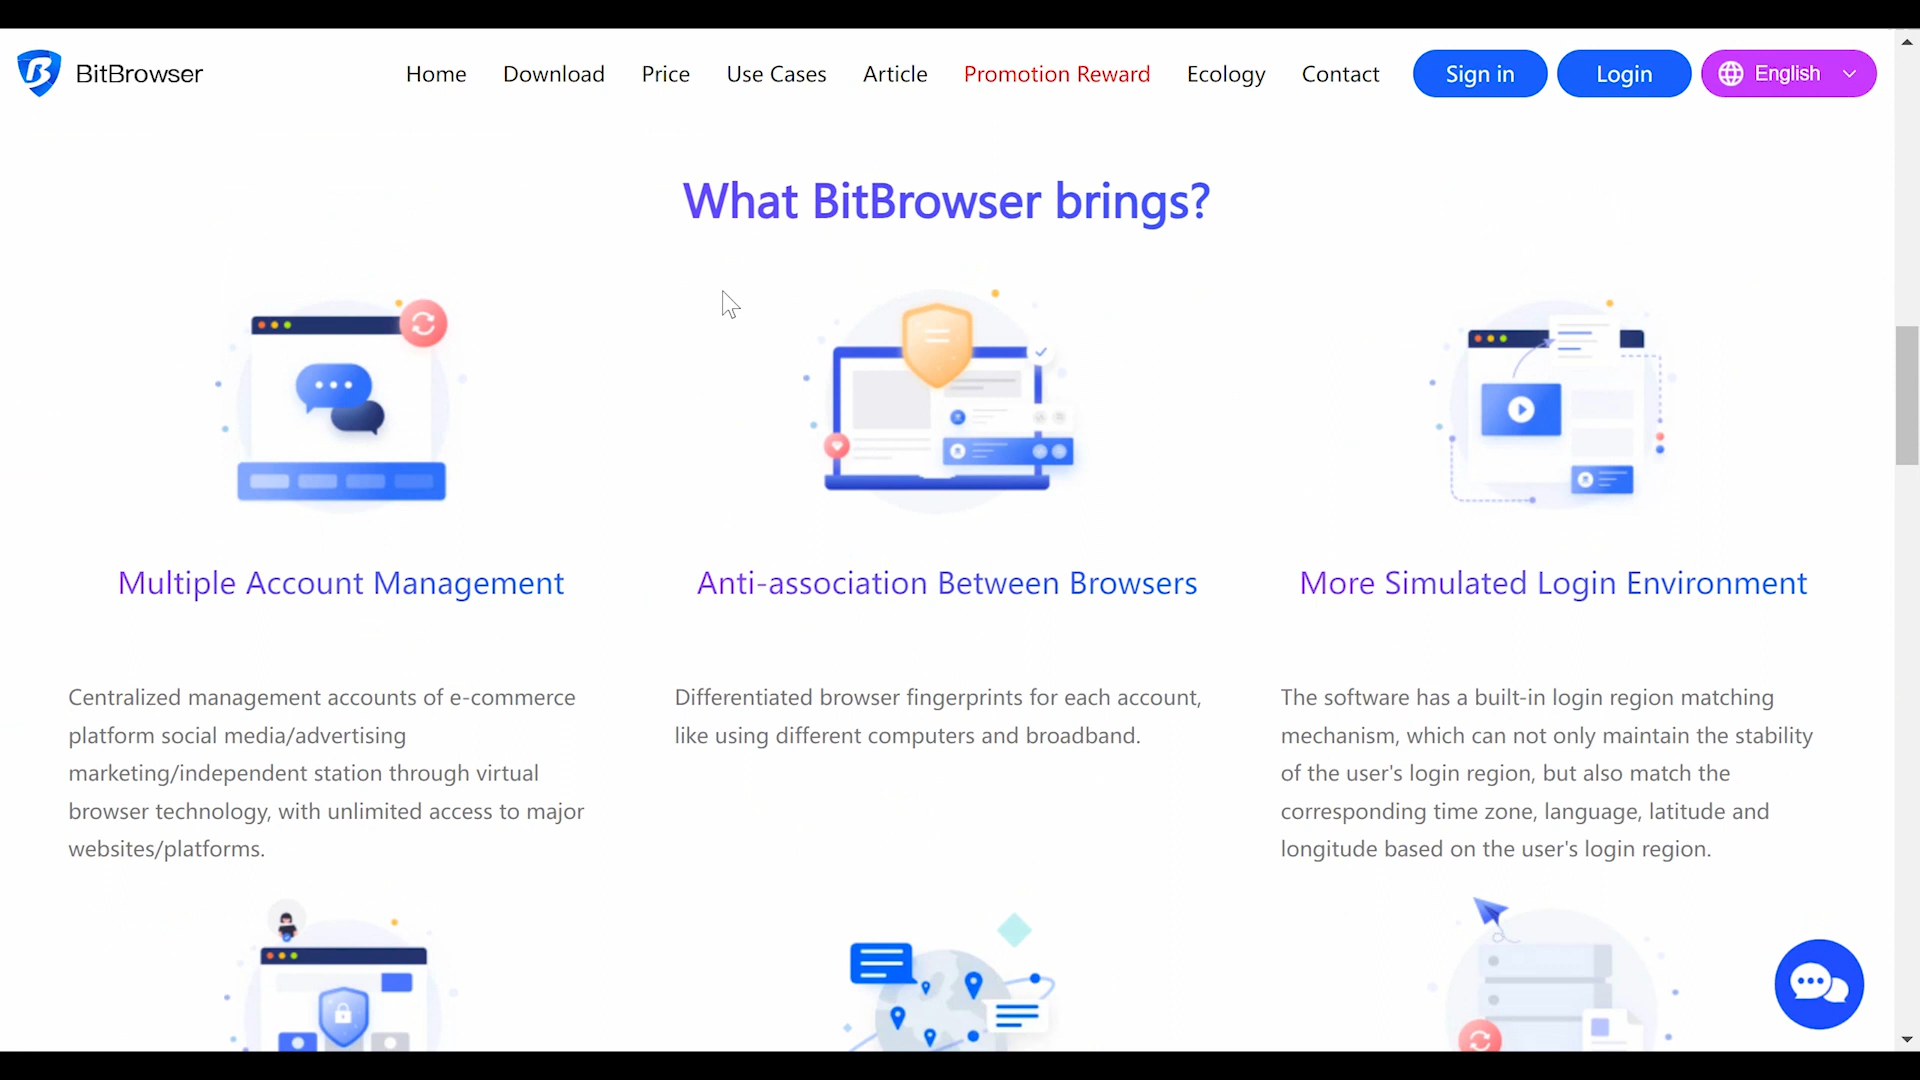 BitBrowser
Home Download Price Use Cases Article Promotion Reward Ecology Contact Sign in Login English
What BitBrowser brings?
Multiple Account Management
Centralized management accounts of e-commerce
platform social media/advertising
marketing/independent station through virtual
browser technology, with unlimited access to major
websites/platforms.
Anti-association Between Browsers
Differentiated browser fingerprints for each account,
like using different computers and broadband.
More Simulated Login Environment
The software has a built-in login region matching
mechanism, which can not only maintain the stability
of the user's login region, but also match the
corresponding time zone, language, latitude and
longitude based on the user's login region.